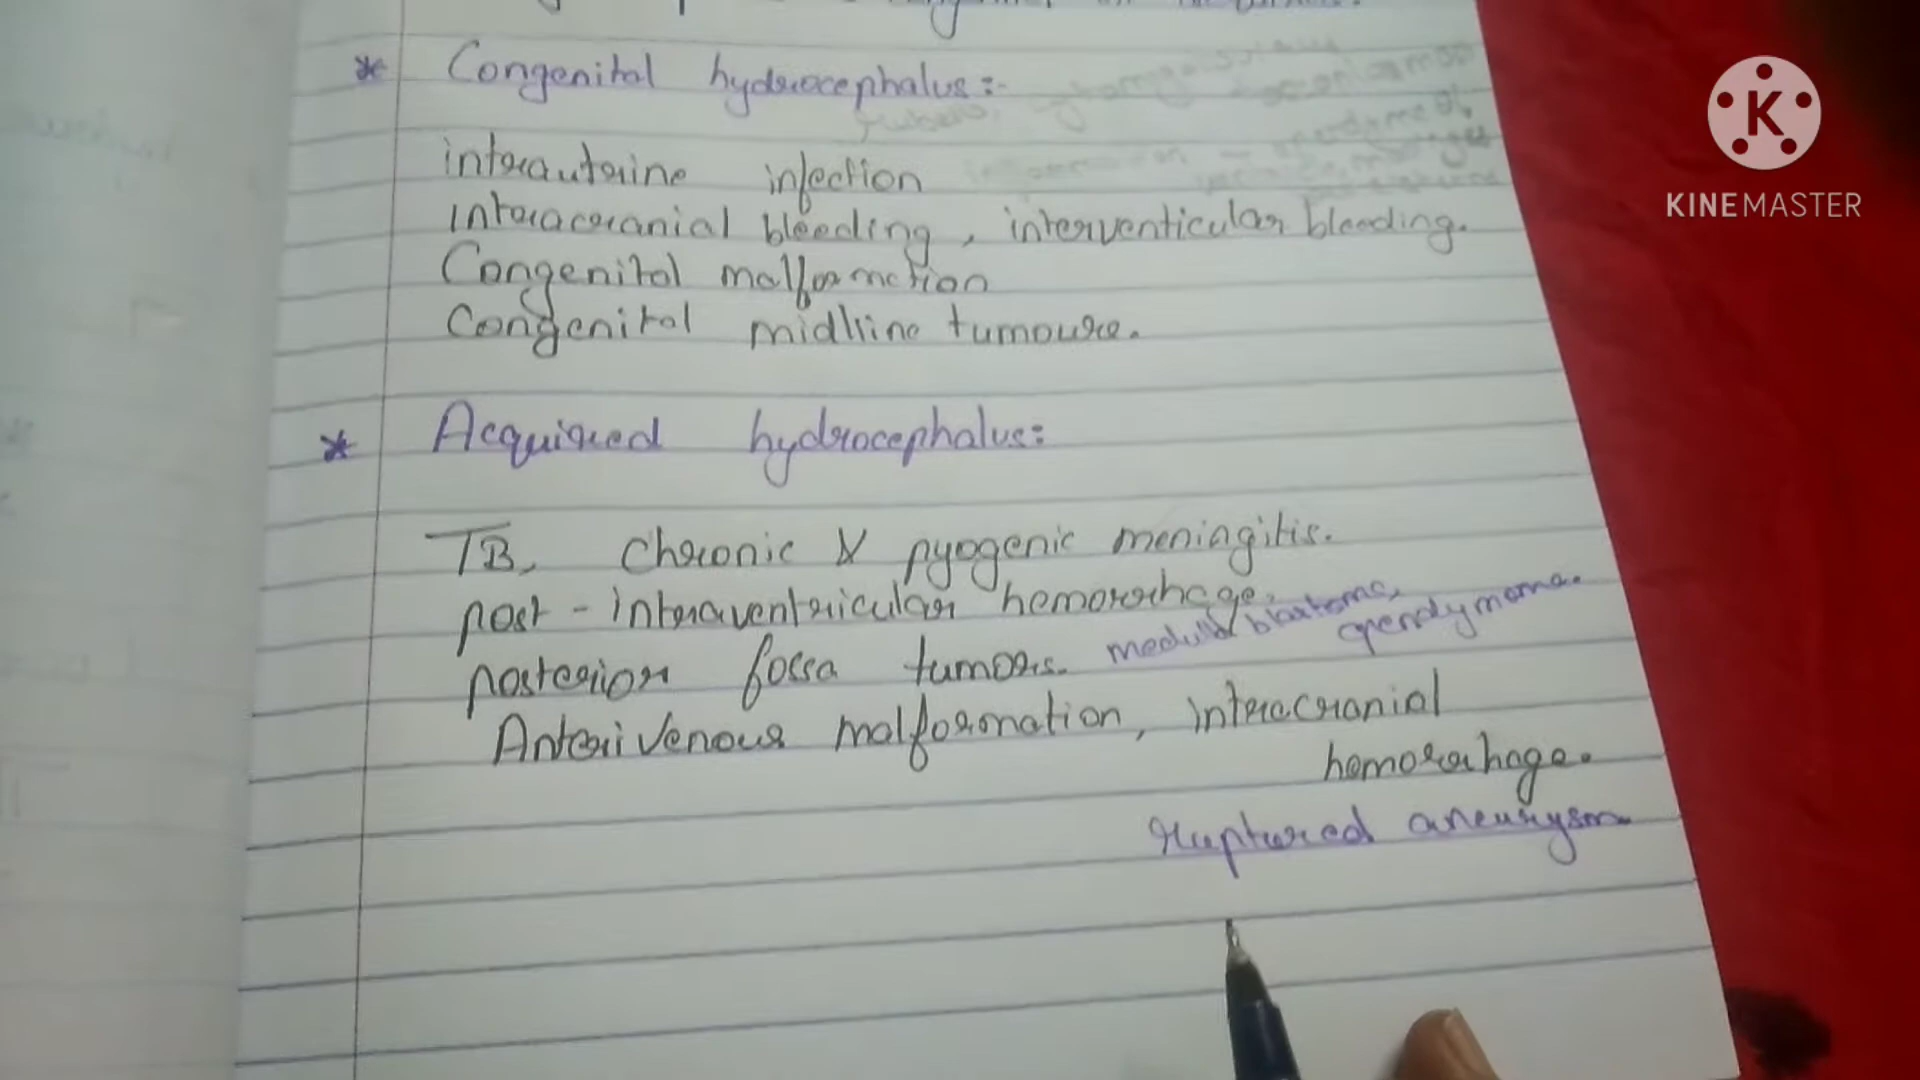 * Congenital hydrocephalus:-
intrauterine infection
intracranial bleeding, interventicular bleeding.
Congenital malformation
Congenital midline tumoure.
* Acquired hydrocephalus:
TB, Chronic & pyogenic meningitis.
post - intraventricular hemorrhage.
posterior fossa tumors. medulloblastoma, ependymoma.
Anterivenous malformation, intracranial
hemorrhage.
ruptured aneurysm
KINEMASTER